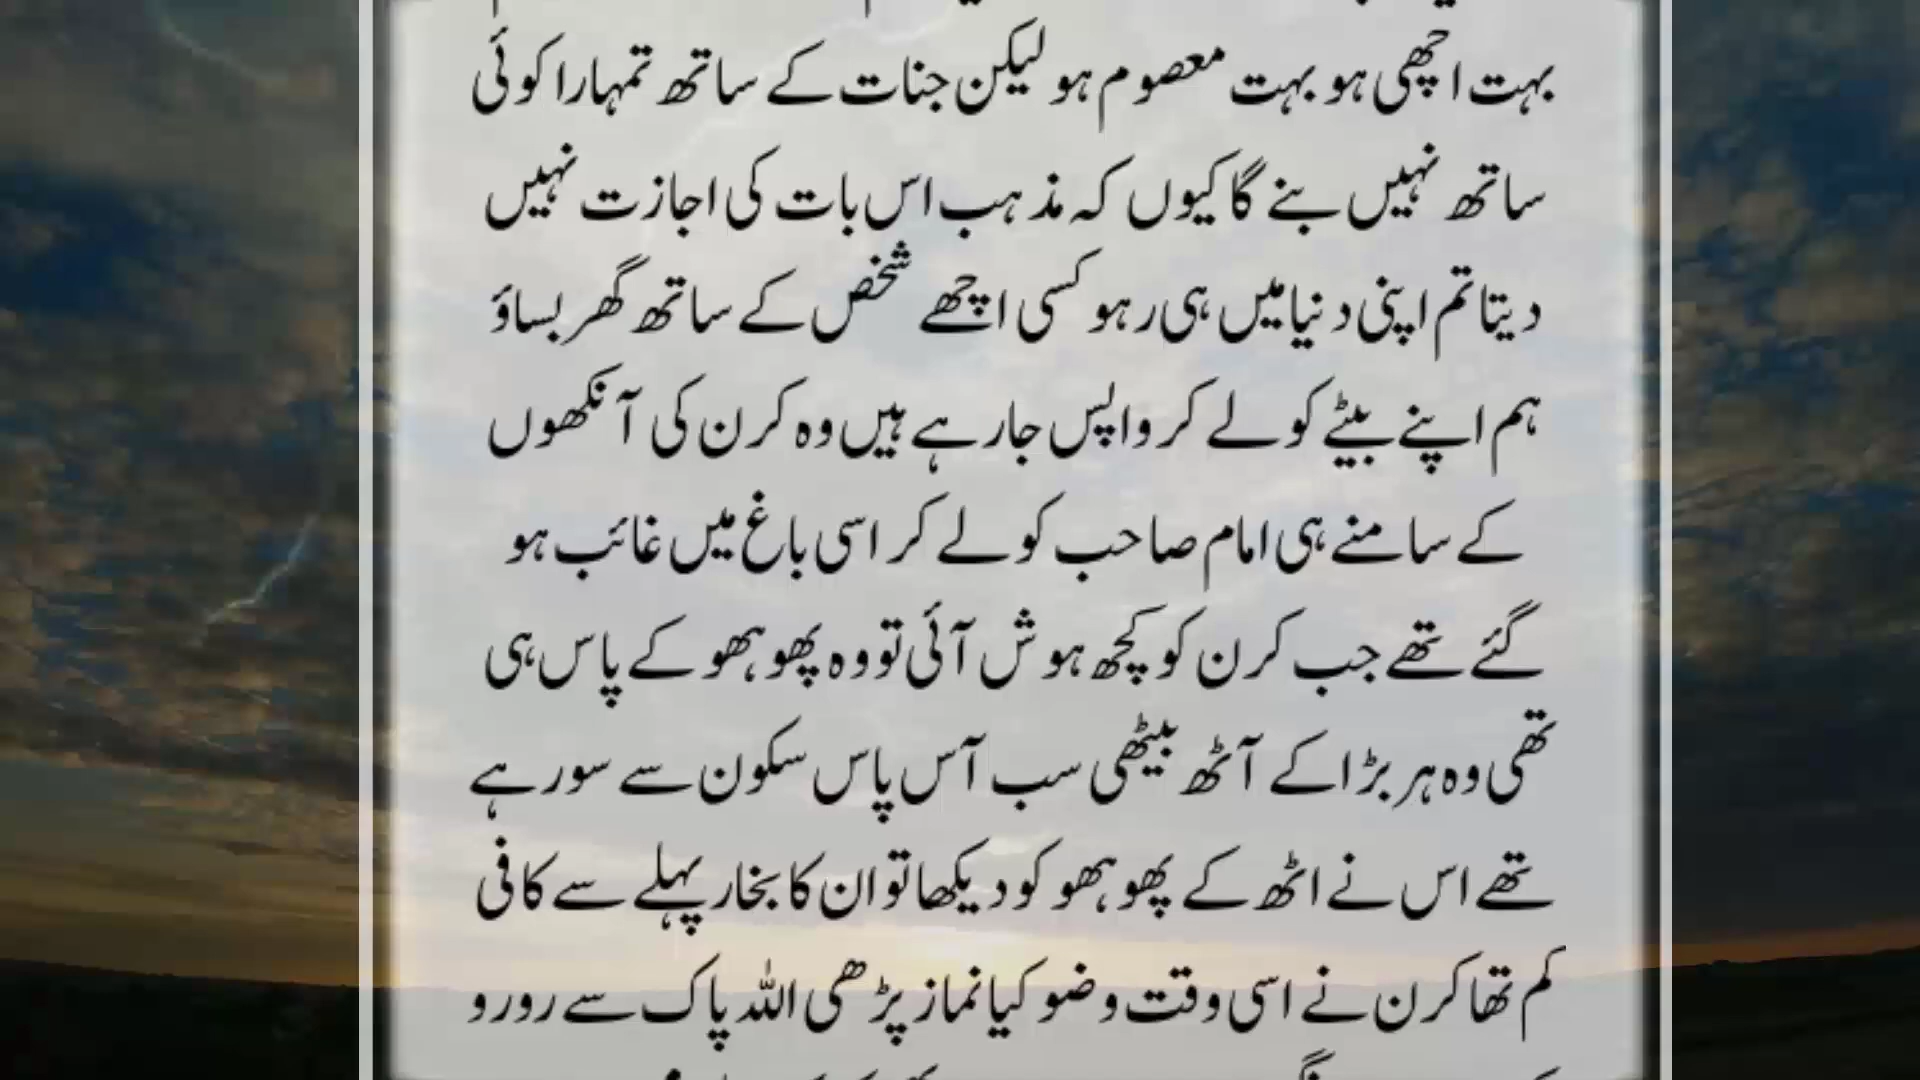 بہت اچھی ہو بہت معصوم ہو لیکن جنات کے ساتھ تمہارا کوئی
ساتھ نہیں بنے گا کیوں کہ مذہب اس بات کی اجازت نہیں
دیتا تم اپنی دنیا میں ہی رہو کسی اچھے شخص کے ساتھ گھر بساؤ
ہم اپنے بیٹے کو لے کر واپس جا رہے ہیں وہ کرن کی آنکھوں
کے سامنے ہی امام صاحب کو لے کر اسی باغ میں غائب ہو
گئے تھے جب کرن کو کچھ ہوش آئی تو وہ پھوپھو کے پاس ہی
تھی وہ ہر بڑا کے آٹھ بیٹھی سب آس پاس سکون سے سو رہے
تھے اس نے اٹھ کے پھوپھو کو دیکھا تو ان کا بخار پہلے سے کافی
کم تھا کرن نے اسی وقت وضو کیا نماز پڑھی اللہ پاک سے رو رو